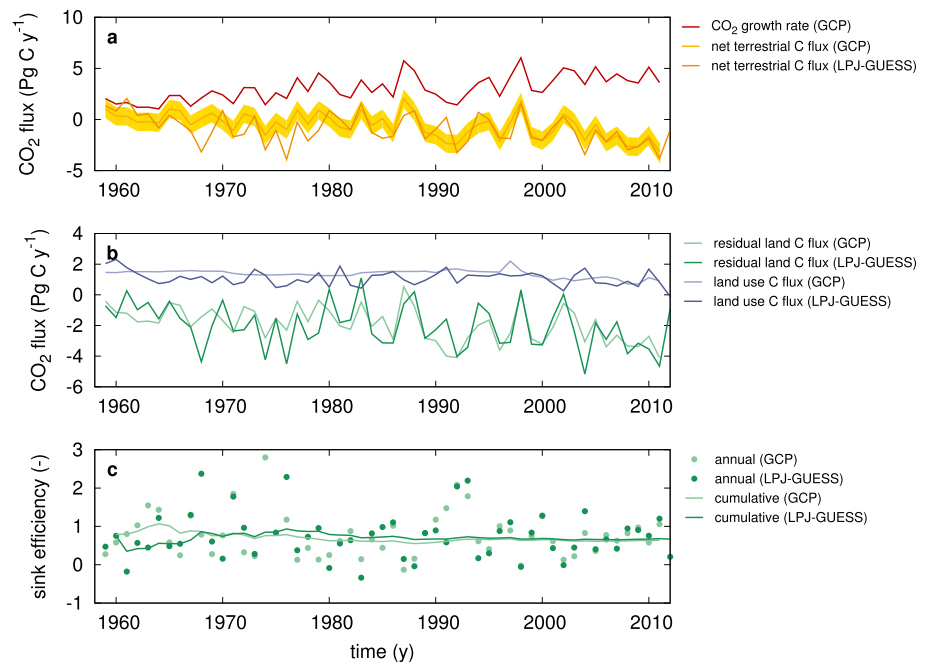 a
10
5
0
-5
CO2 flux (Pg C y-1)
1960 1970 1980 1990 2000 2010
CO2 growth rate (GCP)
net terrestrial C flux (GCP)
net terrestrial C flux (LPJ-GUESS)
b
4
2
0
-2
-4
-6
CO2 flux (Pg C y-1)
1960 1970 1980 1990 2000 2010
residual land C flux (GCP)
residual land C flux (LPJ-GUESS)
land use C flux (GCP)
land use C flux (LPJ-GUESS)
c
3
2
1
0
-1
sink efficiency (-)
1960 1970 1980 1990 2000 2010
time (y)
annual (GCP)
annual (LPJ-GUESS)
cumulative (GCP)
cumulative (LPJ-GUESS)